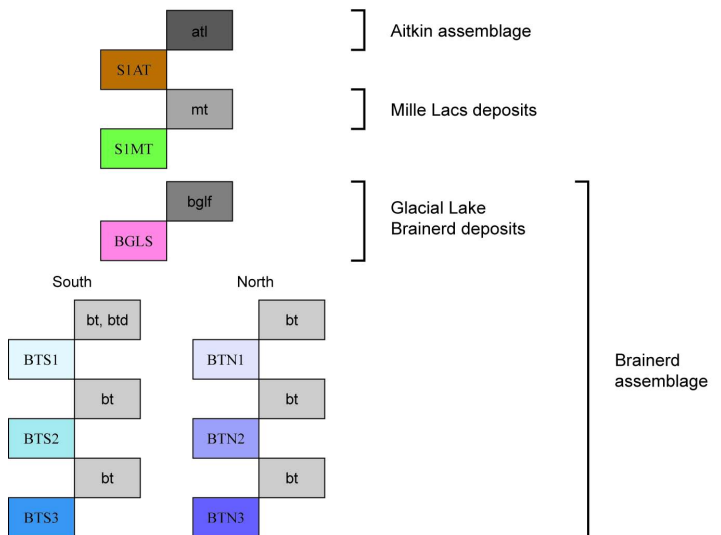 atl
Aitkin assemblage
S1AT
mt
Mille Lacs deposits
S1MT
bglf
Glacial Lake
Brainerd deposits
BGLS
South
North
bt, btd
bt
BTS1
BTN1
Brainerd
assemblage
bt
bt
BTS2
BTN2
bt
bt
BTS3
BTN3